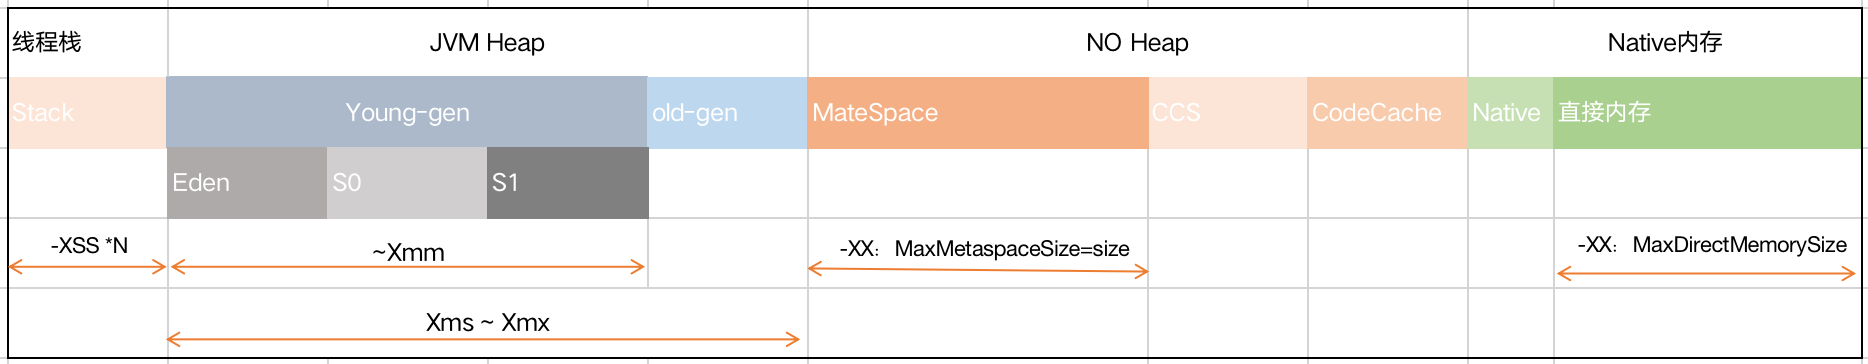 线程栈
JVM Heap
NO Heap
Native内存
Stack
Young-gen
old-gen
MateSpace
CCS
CodeCache
Native
直接内存
Eden
S0
S1
-XSS *N
~Xmm
-XX： MaxMetaspaceSize=size
-XX： MaxDirectMemorySize
Xms ~ Xmx